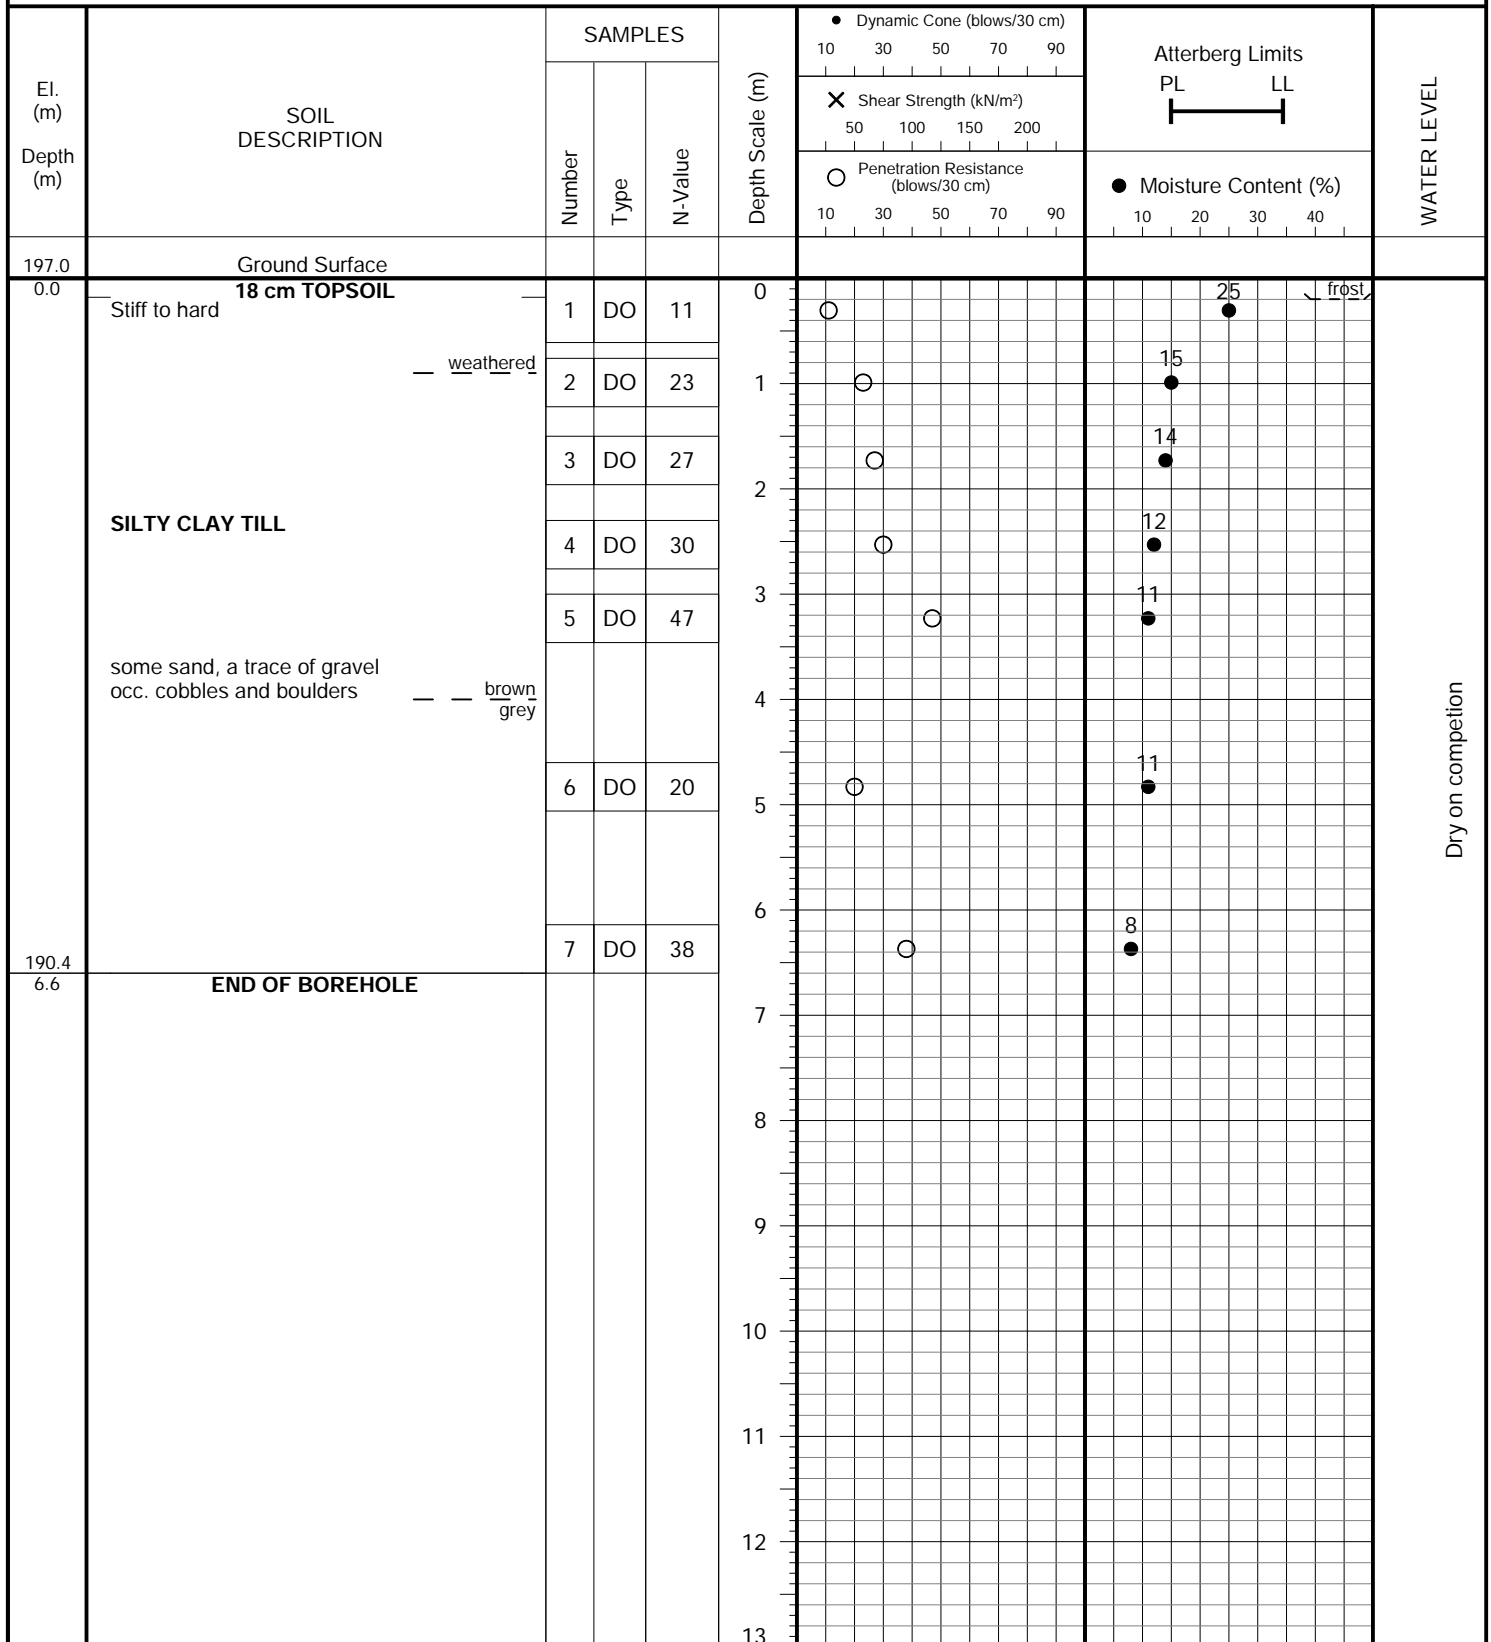 El.
(m)
Depth
(m)
SOIL
DESCRIPTION
SAMPLES
Number
Type
N-Value
Depth Scale (m)
Dynamic Cone (blows/30 cm)
10 30 50 70 90
Shear Strength (kN/m²)
50 100 150 200
Penetration Resistance
(blows/30 cm)
10 30 50 70 90
Atterberg Limits
PL LL
Moisture Content (%)
10 20 30 40
WATER LEVEL
197.0 Ground Surface
0.0 18 cm TOPSOIL 0 25 frost
Stiff to hard 1 DO 11
weathered 15
2 DO 23 1
14
3 DO 27
2
SILTY CLAY TILL 12
4 DO 30
3 11
5 DO 47
some sand, a trace of gravel
occ. cobbles and boulders brown 4
grey
11
6 DO 20
5
Dry on competion
6 8
7 DO 38
190.4
6.6 END OF BOREHOLE
7
8
9
10
11
12
13